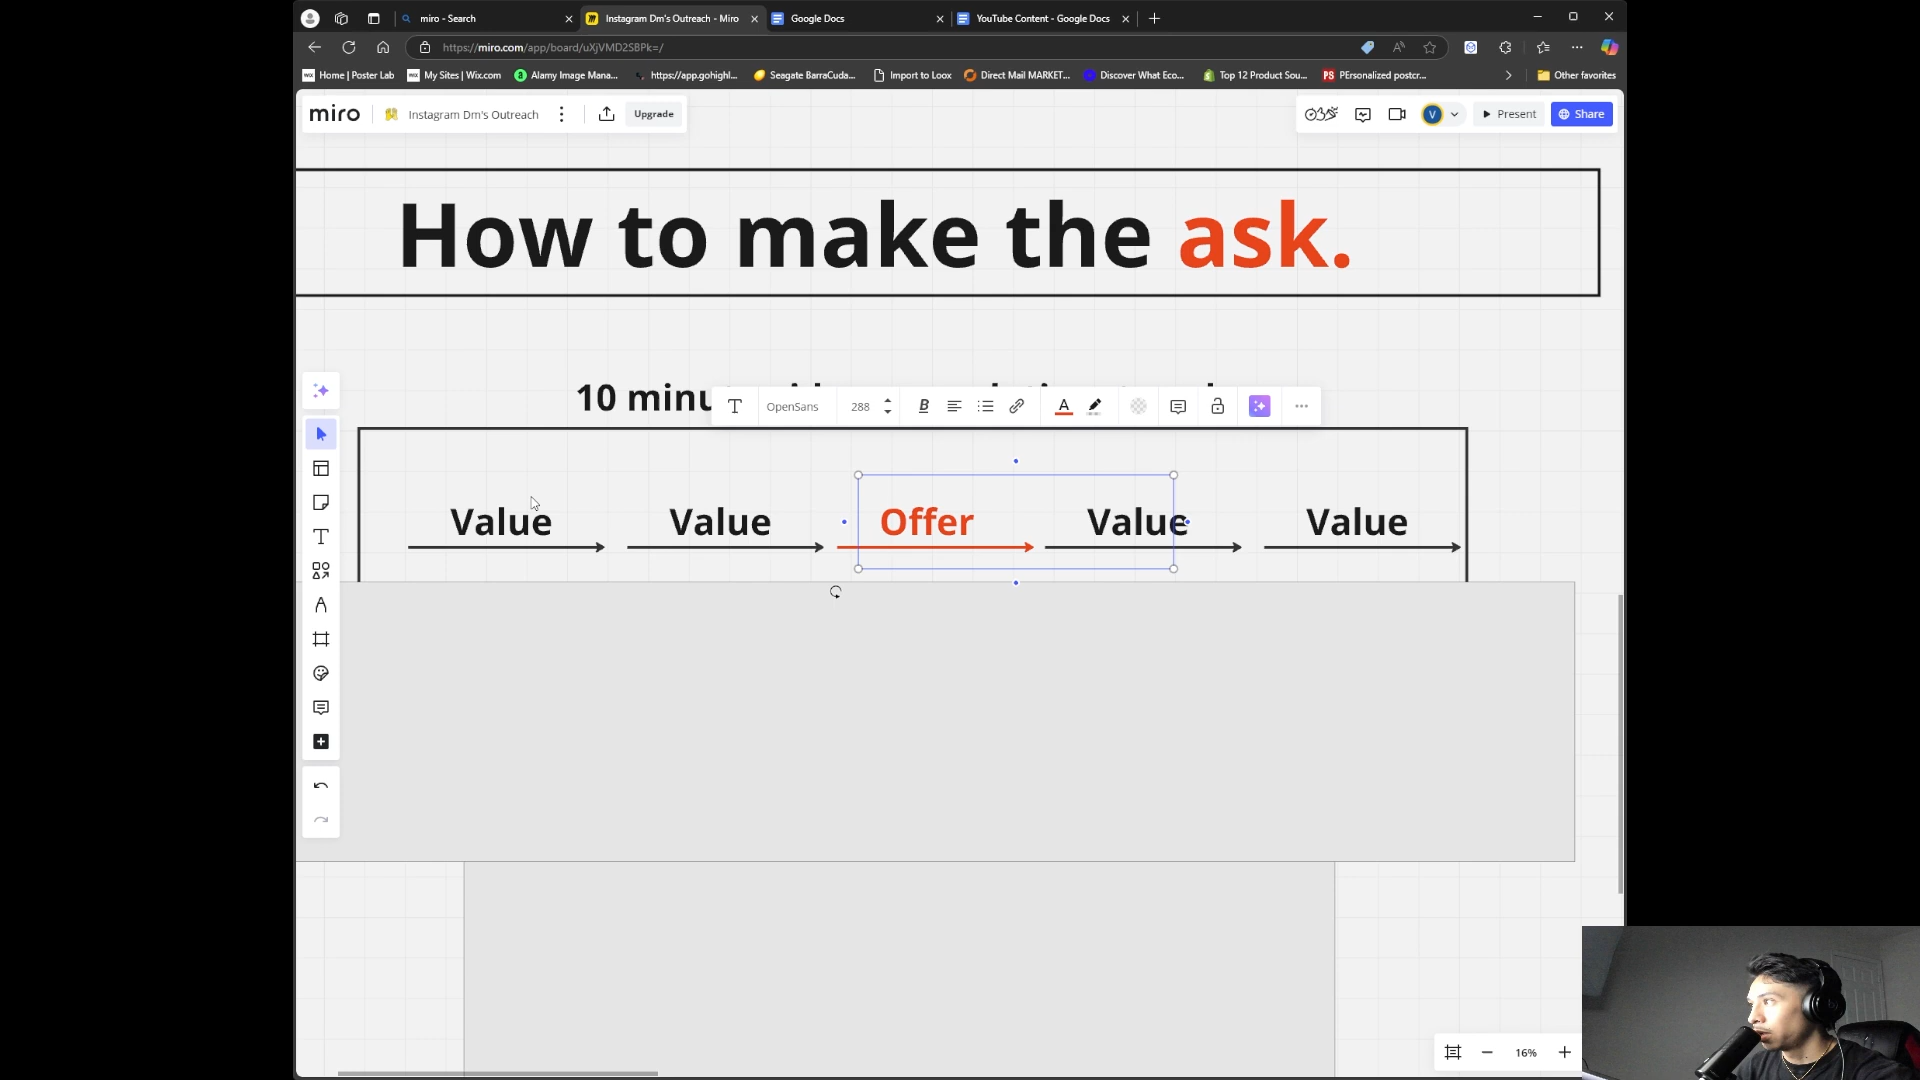 miro - Search
Instagram Dm's Outreach - Miro
Google Docs
YouTube Content - Google Docs
https://miro.com/app/board/uXjVMD2SBPk=/
Home | Poster Lab
My Sites | Wix.com
Alamy Image Mana...
https://app.gohighl...
Seagate BarraCuda...
Import to Loox
Direct Mail MARKET...
Discover What Eco...
Top 12 Product Sou...
PErsonalized postcr...
Other favorites
miro
Instagram Dm's Outreach
Upgrade
V
Present
Share
How to make the ask.
10
OpenSans
288
Value
Value
Offer
Value
Value
16%